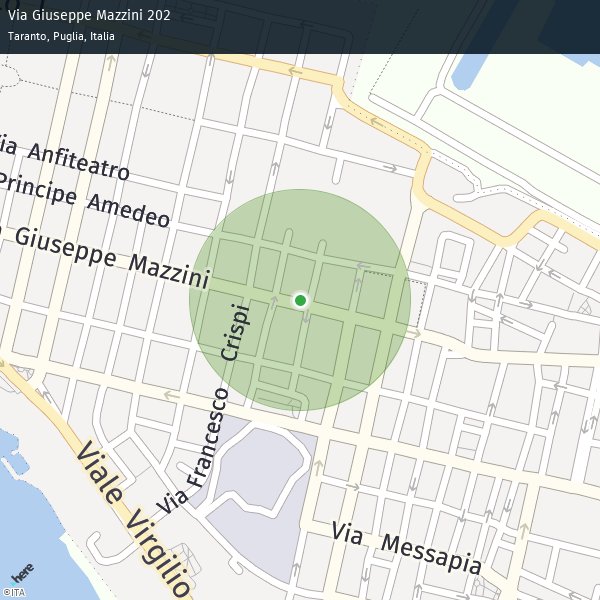 Via Giuseppe Mazzini 202
Taranto, Puglia, Italia
ia Anfiteatro
Principe Amedeo
a Giuseppe Mazzini
Via Francesco Crispi
Viale Virgilio
Via Messapia
here
©ITA